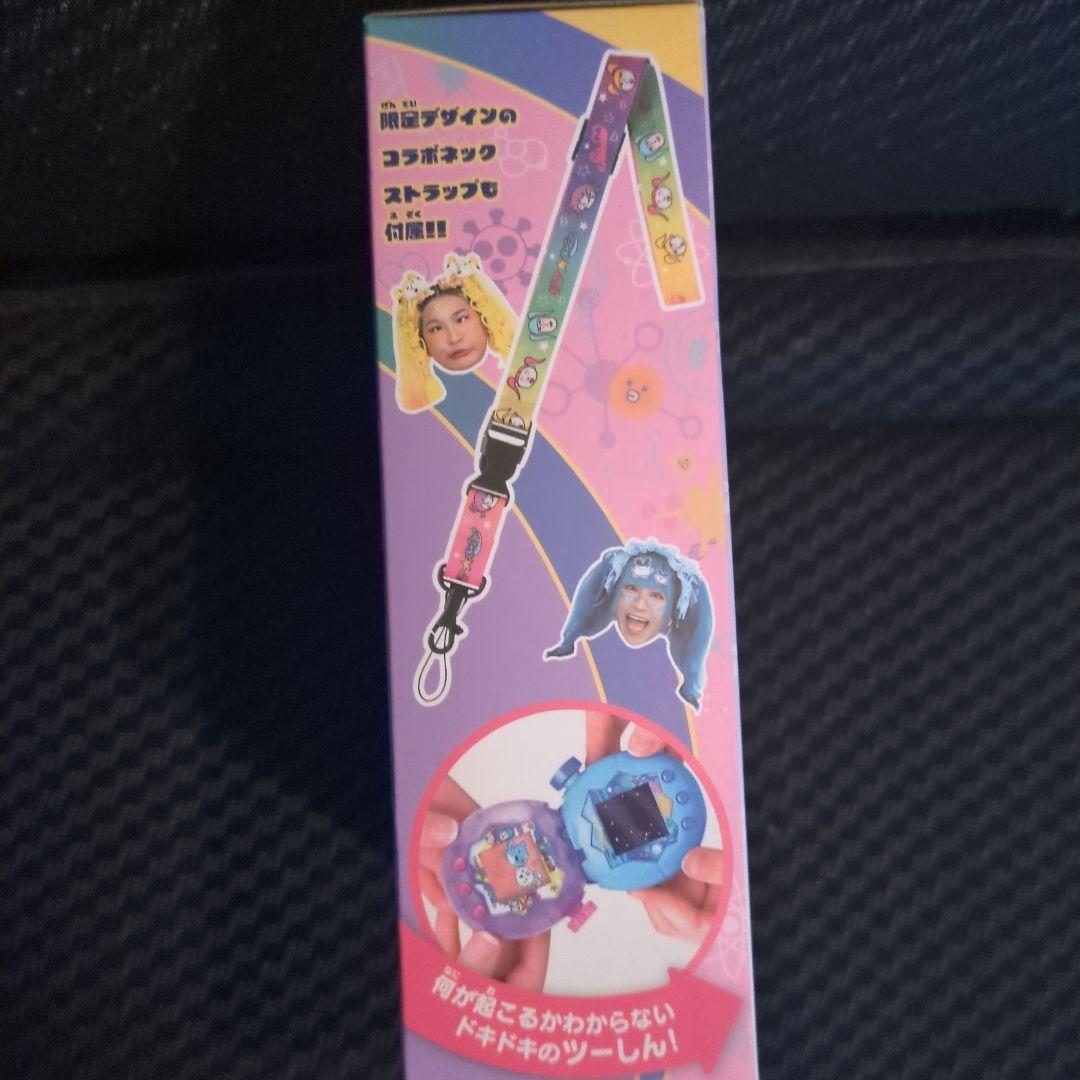 限定デザインの
コラボネック
ストラップも
付属!!
何が起こるかわからない
ドキドキのツーしん!